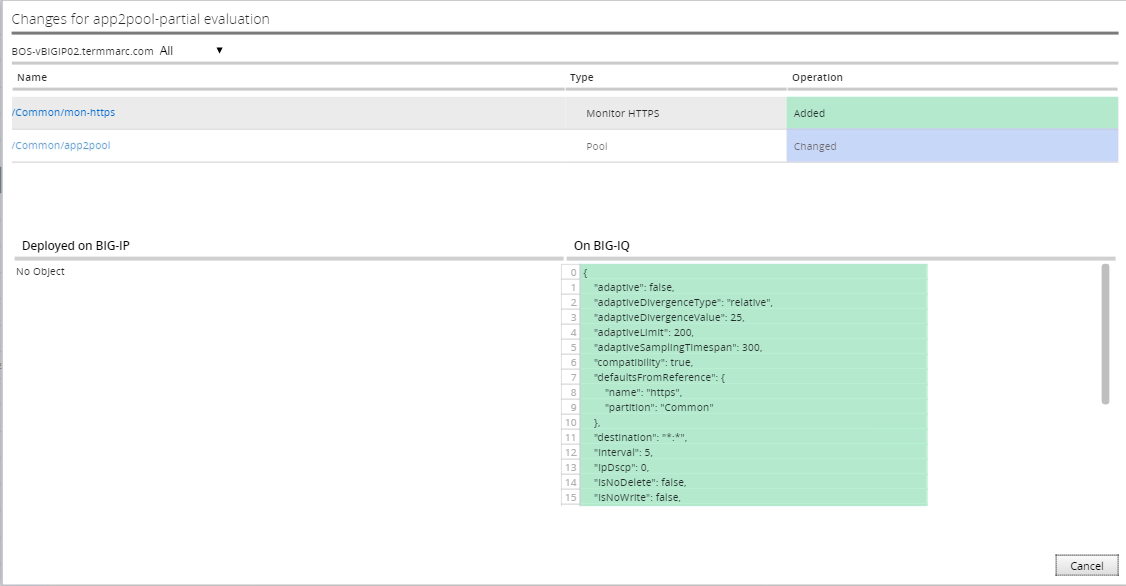 Changes for app2pool-partial evaluation
BOS-vBIGIP02.termmarc.com All ▼
Name Type Operation
/Common/mon-https Monitor HTTPS Added
/Common/app2pool Pool Changed
Deployed on BIG-IP On BIG-IQ
No Object
0 {
1 "adaptive": false,
2 "adaptiveDivergenceType": "relative",
3 "adaptiveDivergenceValue": 25,
4 "adaptiveLimit": 200,
5 "adaptiveSamplingTimespan": 300,
6 "compatibility": true,
7 "defaultsFromReference": {
8 "name": "https",
9 "partition": "Common"
10 },
11 "destination": "*:*",
12 "interval": 5,
13 "ipDscp": 0,
14 "isNoDelete": false,
15 "isNoWrite": false,
Cancel